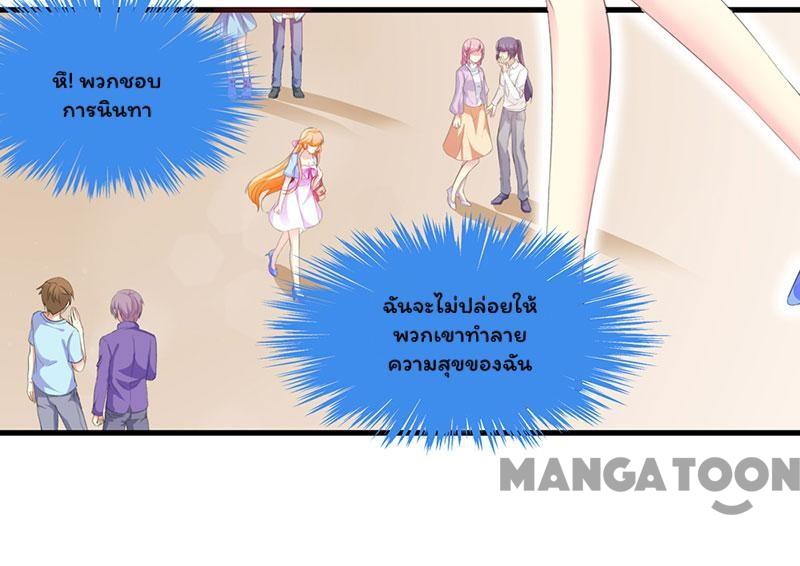 หึ! พวกชอบ
การนินทา
ฉันจะไม่ปล่อยให้
พวกเขาทำลาย
ความสุขของฉัน
MANGATOON